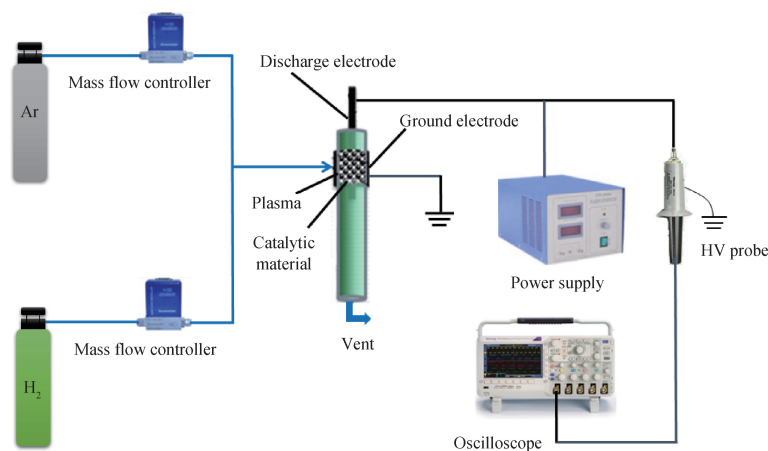 Discharge electrode
Mass flow controller
Ar
Ground electrode
Plasma
Catalytic
material
HV probe
Power supply
Mass flow controller
Vent
H₂
Oscilloscope